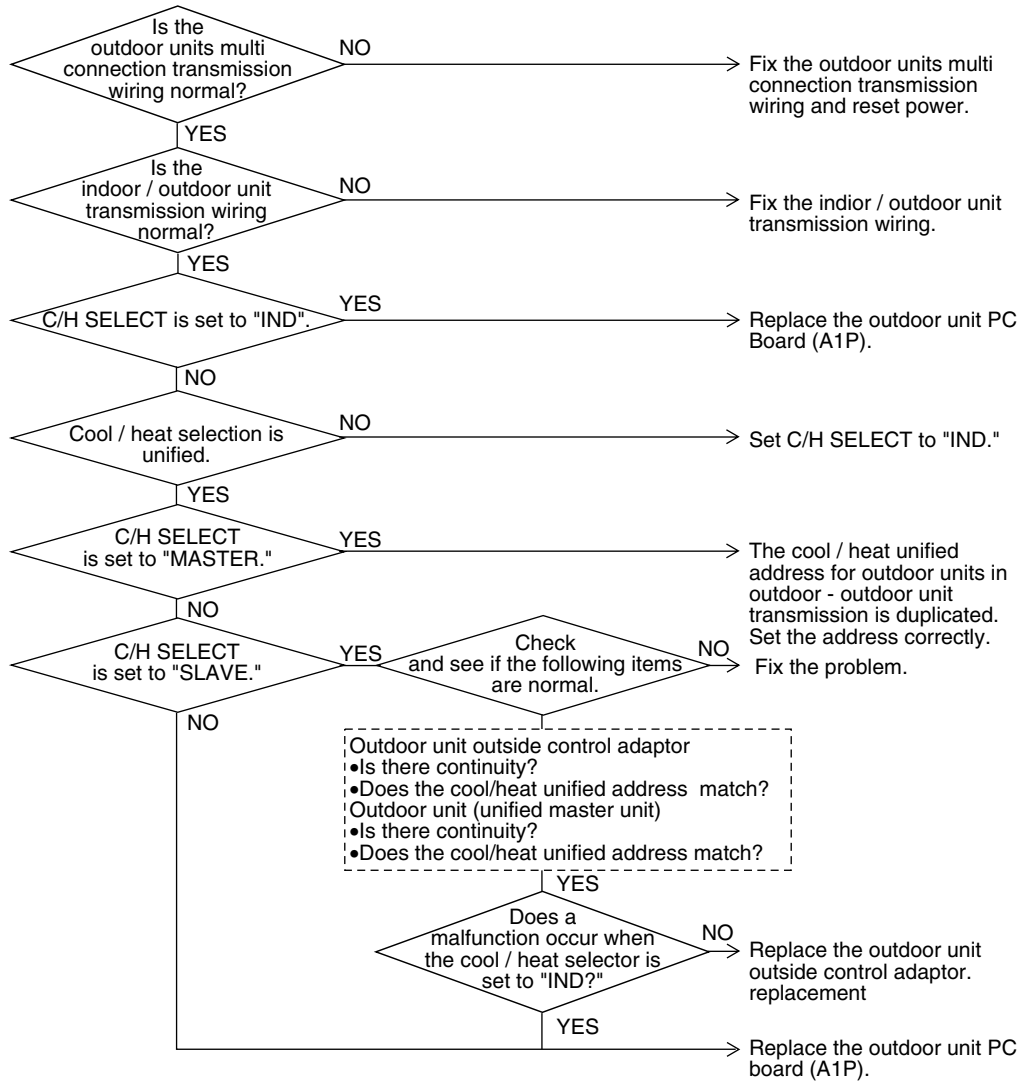 Is the
outdoor units multi
connection transmission
wiring normal?
NO
Fix the outdoor units multi
connection transmission
wiring and reset power.
YES
Is the
indoor / outdoor unit
transmission wiring
normal?
NO
Fix the indior / outdoor unit
transmission wiring.
YES
C/H SELECT is set to "IND".
YES
Replace the outdoor unit PC
Board (A1P).
NO
Cool / heat selection is
unified.
NO
Set C/H SELECT to "IND."
YES
C/H SELECT
is set to "MASTER."
YES
The cool / heat unified
address for outdoor units in
outdoor - outdoor unit
transmission is duplicated.
Set the address correctly.
NO
C/H SELECT
is set to "SLAVE."
YES
Check
and see if the following items
are normal.
NO
Fix the problem.
NO
Outdoor unit outside control adaptor
•Is there continuity?
•Does the cool/heat unified address match?
Outdoor unit (unified master unit)
•Is there continuity?
•Does the cool/heat unified address match?
YES
Does a
malfunction occur when
the cool / heat selector is
set to "IND?"
NO
Replace the outdoor unit
outside control adaptor.
replacement
YES
Replace the outdoor unit PC
board (A1P).